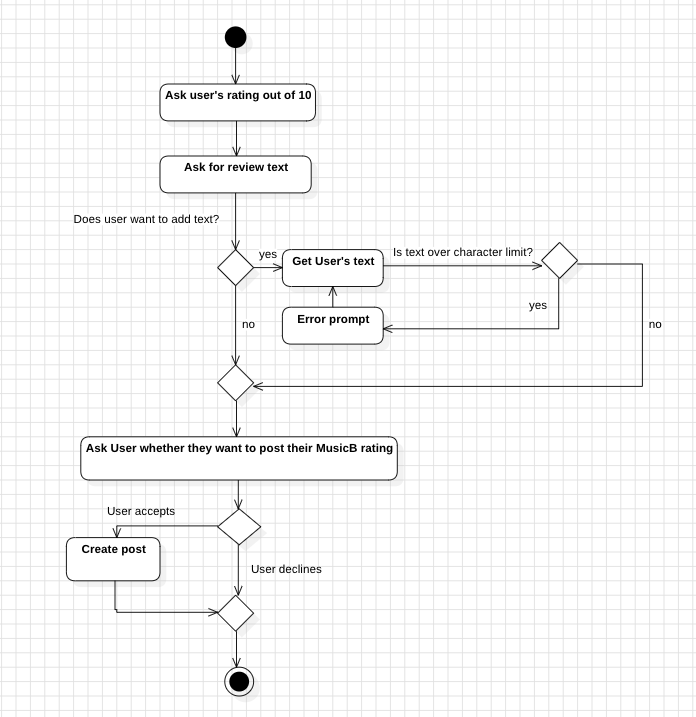 Ask user's rating out of 10
Ask for review text
Does user want to add text?
yes
Get User's text
Is text over character limit?
yes
Error prompt
no
no
Ask User whether they want to post their MusicB rating
User accepts
Create post
User declines